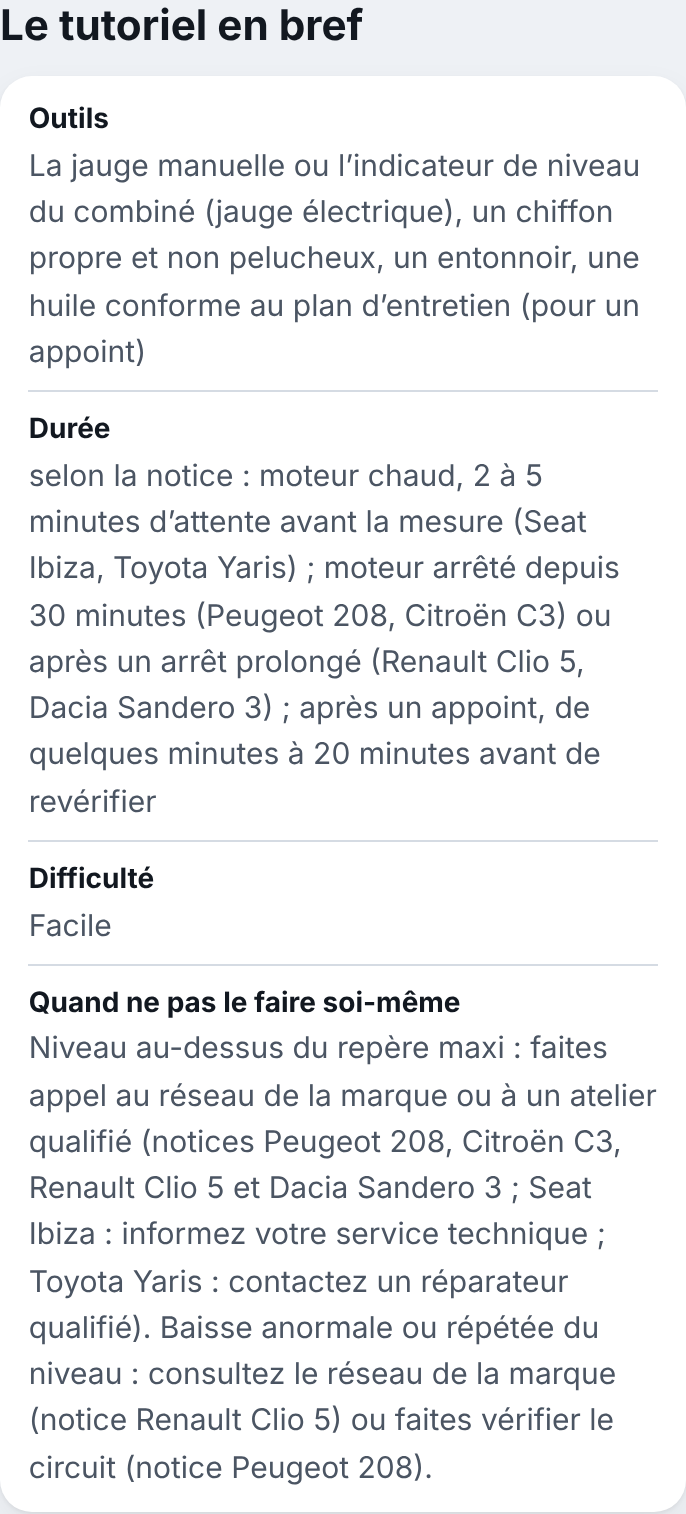 Le tutoriel en bref
Outils
La jauge manuelle ou l’indicateur de niveau
du combiné (jauge électrique), un chiffon
propre et non pelucheux, un entonnoir, une
huile conforme au plan d’entretien (pour un
appoint)
Durée
selon la notice : moteur chaud, 2 à 5
minutes d’attente avant la mesure (Seat
Ibiza, Toyota Yaris) ; moteur arrêté depuis
30 minutes (Peugeot 208, Citroën C3) ou
après un arrêt prolongé (Renault Clio 5,
Dacia Sandero 3) ; après un appoint, de
quelques minutes à 20 minutes avant de
revérifier
Difficulté
Facile
Quand ne pas le faire soi-même
Niveau au-dessus du repère maxi : faites
appel au réseau de la marque ou à un atelier
qualifié (notices Peugeot 208, Citroën C3,
Renault Clio 5 et Dacia Sandero 3 ; Seat
Ibiza : informez votre service technique ;
Toyota Yaris : contactez un réparateur
qualifié). Baisse anormale ou répétée du
niveau : consultez le réseau de la marque
(notice Renault Clio 5) ou faites vérifier le
circuit (notice Peugeot 208).